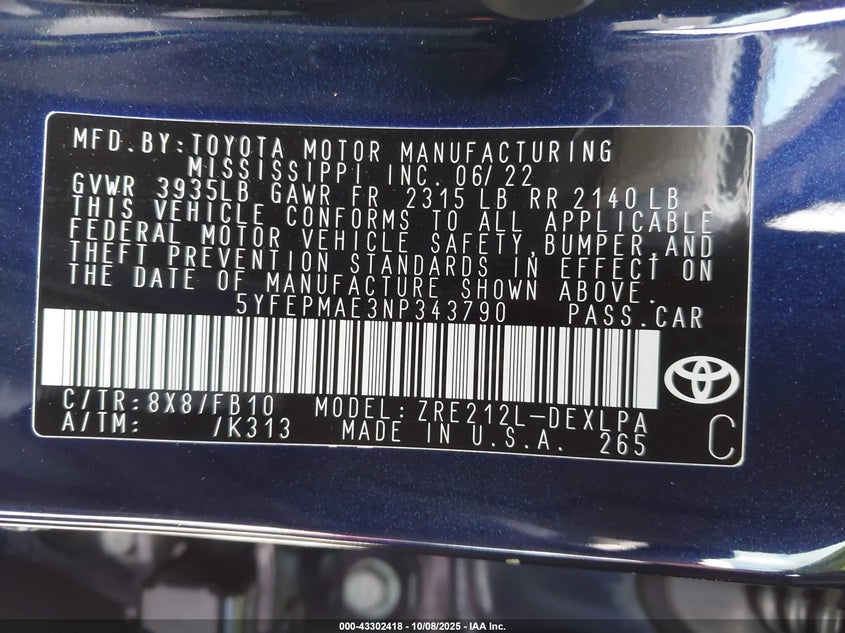 MFD.BY:TOYOTA MOTOR MANUFACTURING
MISSISSIPPI INC. 06/22
GVWR 3935LB GAWR FR 2315 LB RR 2140 LB
THIS VEHICLE CONFORMS TO ALL APPLICABLE
FEDERAL MOTOR VEHICLE SAFETY,BUMPER,AND
THEFT PREVENTION STANDARDS IN EFFECT ON
THE DATE OF MANUFACTURE SHOWN ABOVE.
5YFEPMAE3NP343790 PASS.CAR
C/TR:8X8/FB10 MODEL:ZRE212L-DEXLPA
A/TM: /K313 MADE IN U.S.A. 265
C
000-43302418 - 10/08/2025 - IAA Inc.